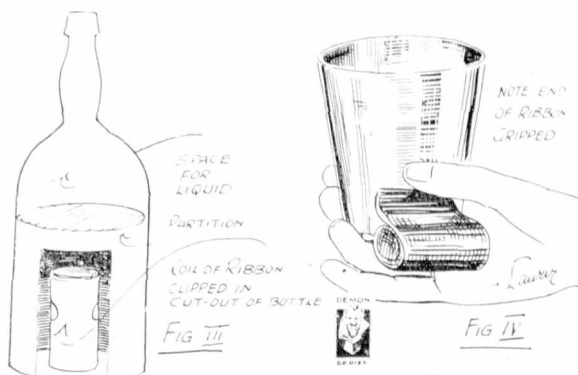 SPACE
FOR
LIQUID
PARTITION
COIL OF RIBBON
CLIPPED IN
CUT-OUT OF BOTTLE
FIG III
NOTE END
OF RIBBON
GRIPPED
DEMON
SERIES
FIG IV